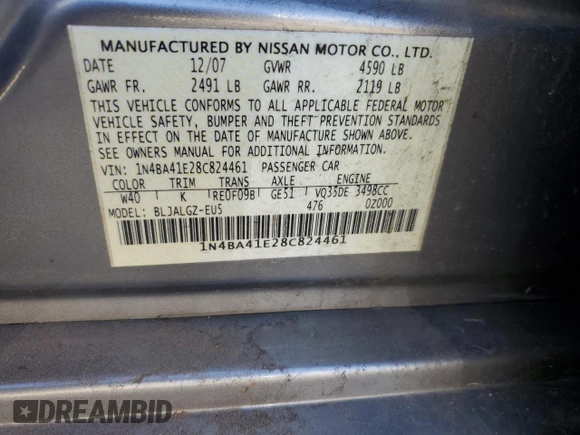 MANUFACTURED BY NISSAN MOTOR CO., LTD.
DATE 12/07 GVWR 4590 LB
GAWR FR. 2491 LB GAWR RR. 2119 LB
THIS VEHICLE CONFORMS TO ALL APPLICABLE FEDERAL MOTOR
VEHICLE SAFETY, BUMPER AND THEFT PREVENTION STANDARDS
IN EFFECT ON THE DATE OF MANUFACTURE SHOWN ABOVE.
SEE OWNERS MANUAL FOR ADDITIONAL INFORMATION.
VIN: 1N4BA41E28C824461 PASSENGER CAR
COLOR TRIM TRANS AXLE ENGINE
W40 K RE0F09B GE51 VQ35DE 3498CC
MODEL: BLJALGZ-EU5 476 0Z000
1N4BA41E28C824461
DREAMBID